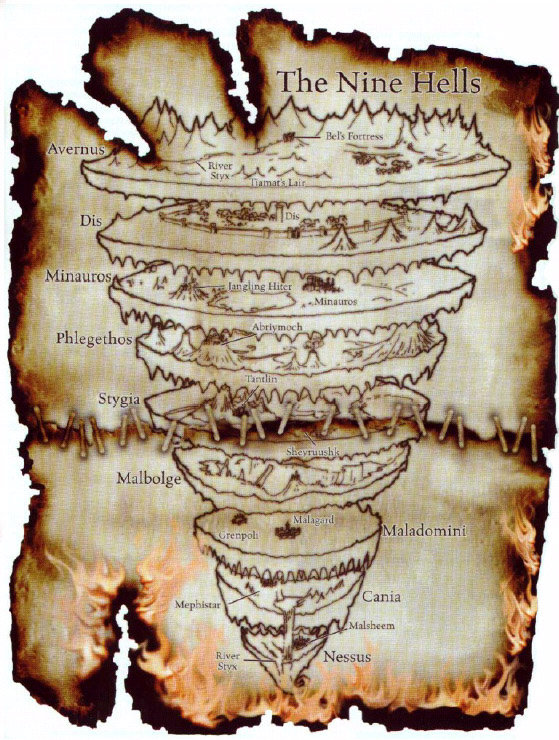 The Nine Hells
Bel's Fortress
Avernus
River
Styx
Tiamat's Lair
Dis
Dis
Minauros
Jangling Hiter
Minauros
Abriymoch
Phlegethos
Tantlin
Stygia
Sheyruushk
Malbolge
Malagard
Grenpoli
Maladomini
Mephistar
Cania
Malsheem
River
Styx
Nessus